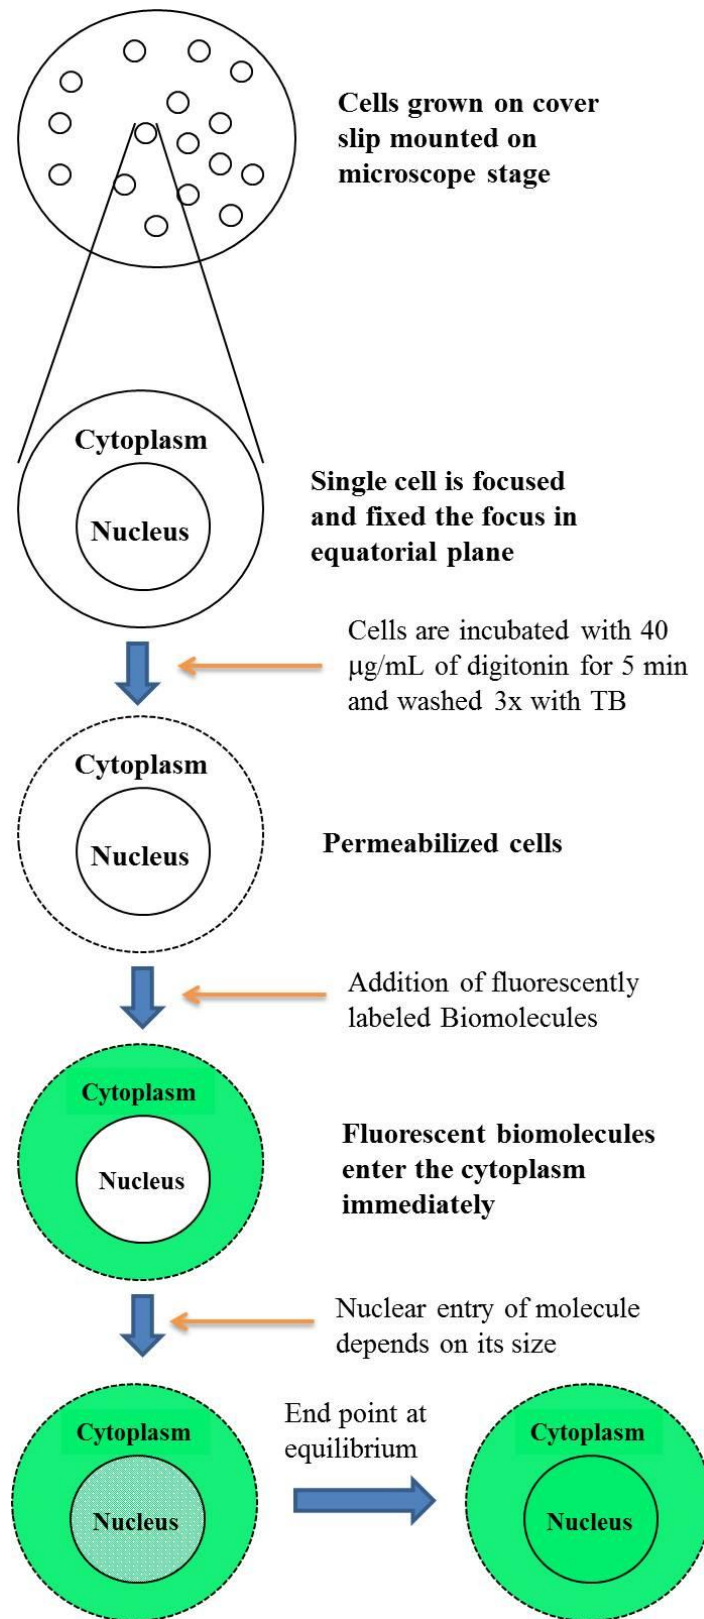 Cells grown on cover
slip mounted on
microscope stage
Cytoplasm
Nucleus
Single cell is focused
and fixed the focus in
equatorial plane
Cells are incubated with 40
μg/mL of digitonin for 5 min
and washed 3x with TB
Cytoplasm
Nucleus
Permeabilized cells
Addition of fluorescently
labeled Biomolecules
Cytoplasm
Nucleus
Fluorescent biomolecules
enter the cytoplasm
immediately
Nuclear entry of molecule
depends on its size
Cytoplasm
Nucleus
End point at
equilibrium
Cytoplasm
Nucleus